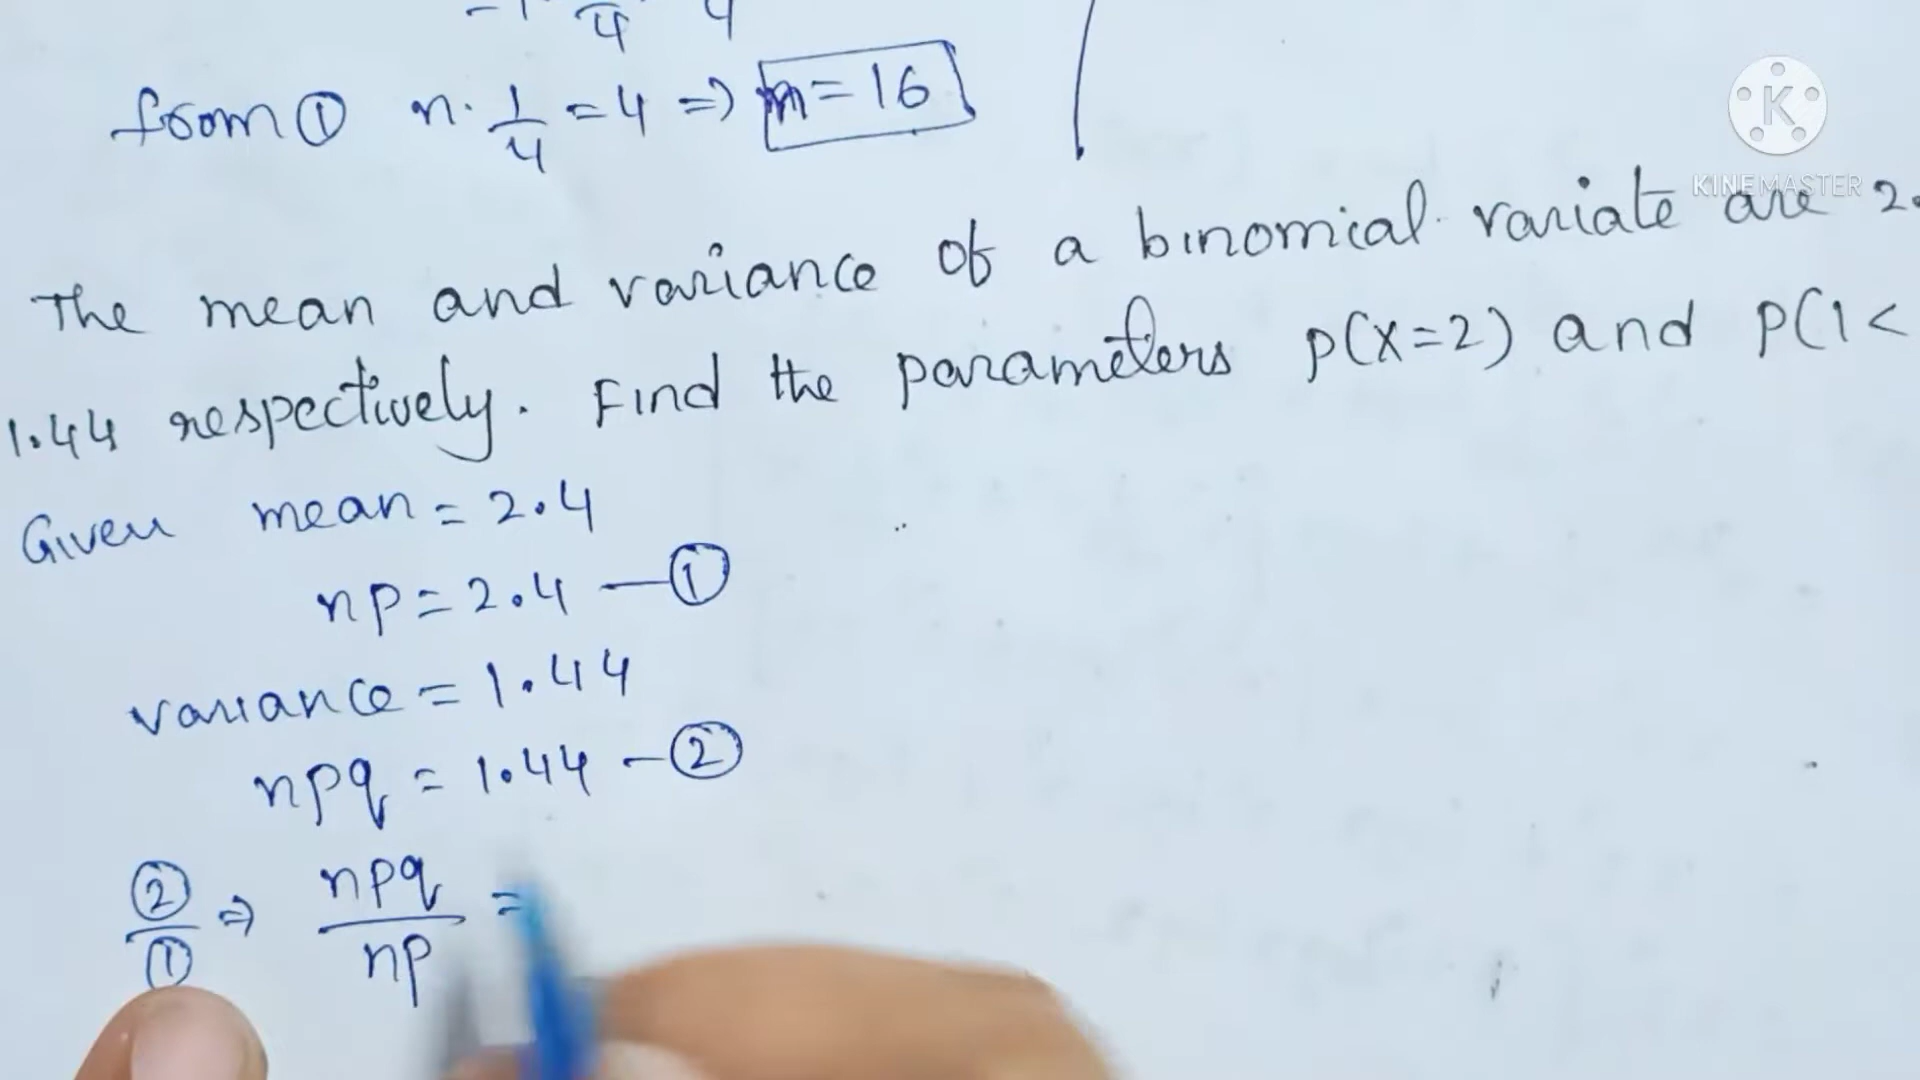 4 4
from ① n. 1/4 = 4 => n=16
K
KINEMASTER
The mean and variance of a binomial variate are 2.
1.44 respectively. Find the parameters p(x=2) and p(1<
Given mean = 2.4
np = 2.4 — ①
variance = 1.44
npq = 1.44 - ②
②/① => npq/np =